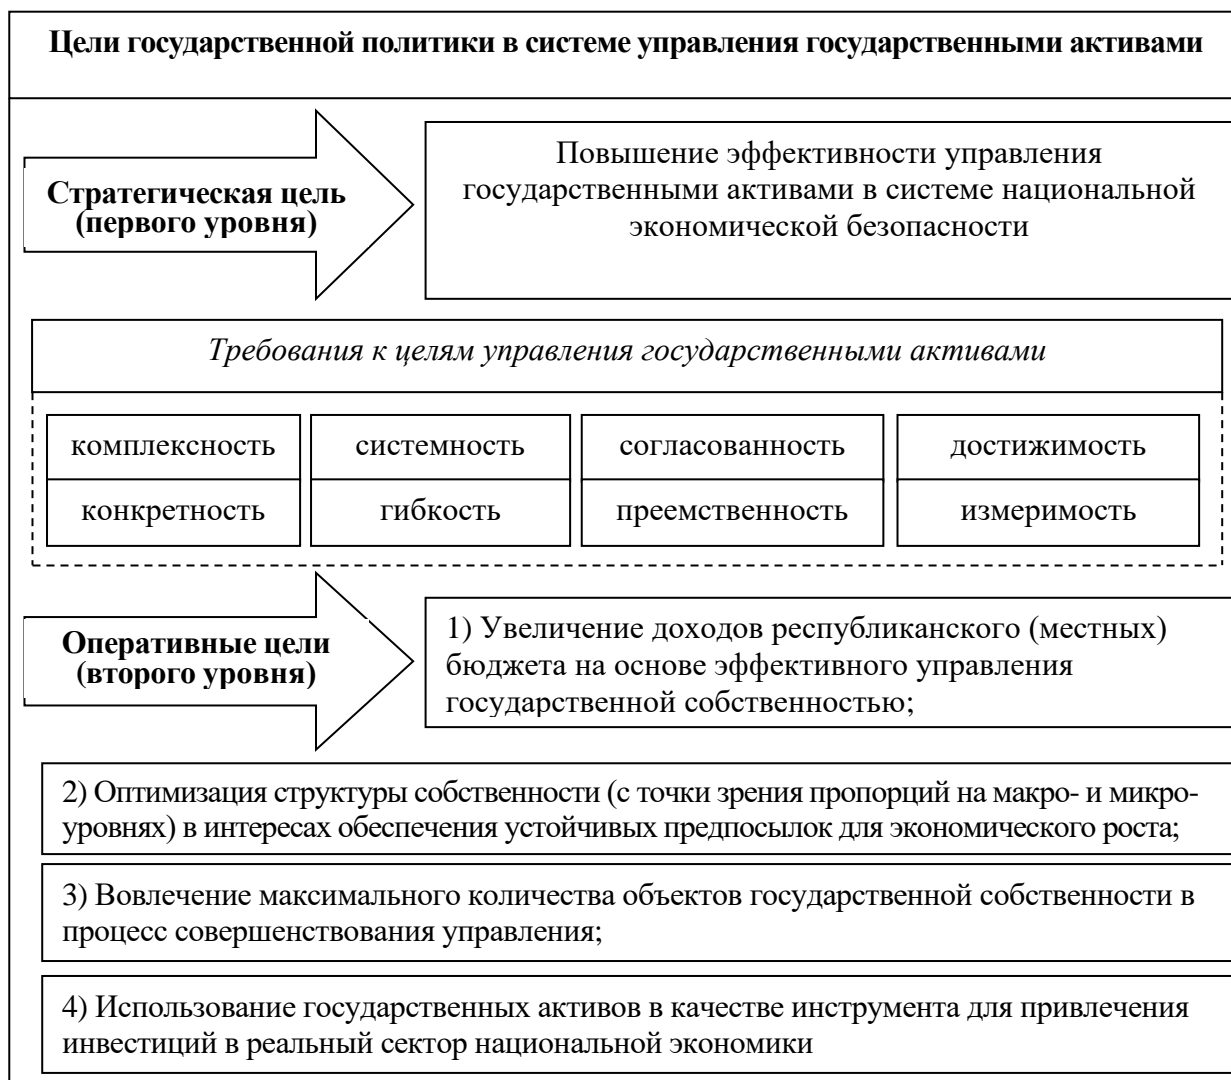 Цели государственной политики в системе управления государственными активами
Стратегическая цель
(первого уровня)
Повышение эффективности управления
государственными активами в системе национальной
экономической безопасности
Требования к целям управления государственными активами
комплексность
системность
согласованность
достижимость
конкретность
гибкость
преемственность
измеримость
Оперативные цели
(второго уровня)
1) Увеличение доходов республиканского (местных)
бюджета на основе эффективного управления
государственной собственностью;
2) Оптимизация структуры собственности (с точки зрения пропорций на макро- и микро-
уровнях) в интересах обеспечения устойчивых предпосылок для экономического роста;
3) Вовлечение максимального количества объектов государственной собственности в
процесс совершенствования управления;
4) Использование государственных активов в качестве инструмента для привлечения
инвестиций в реальный сектор национальной экономики